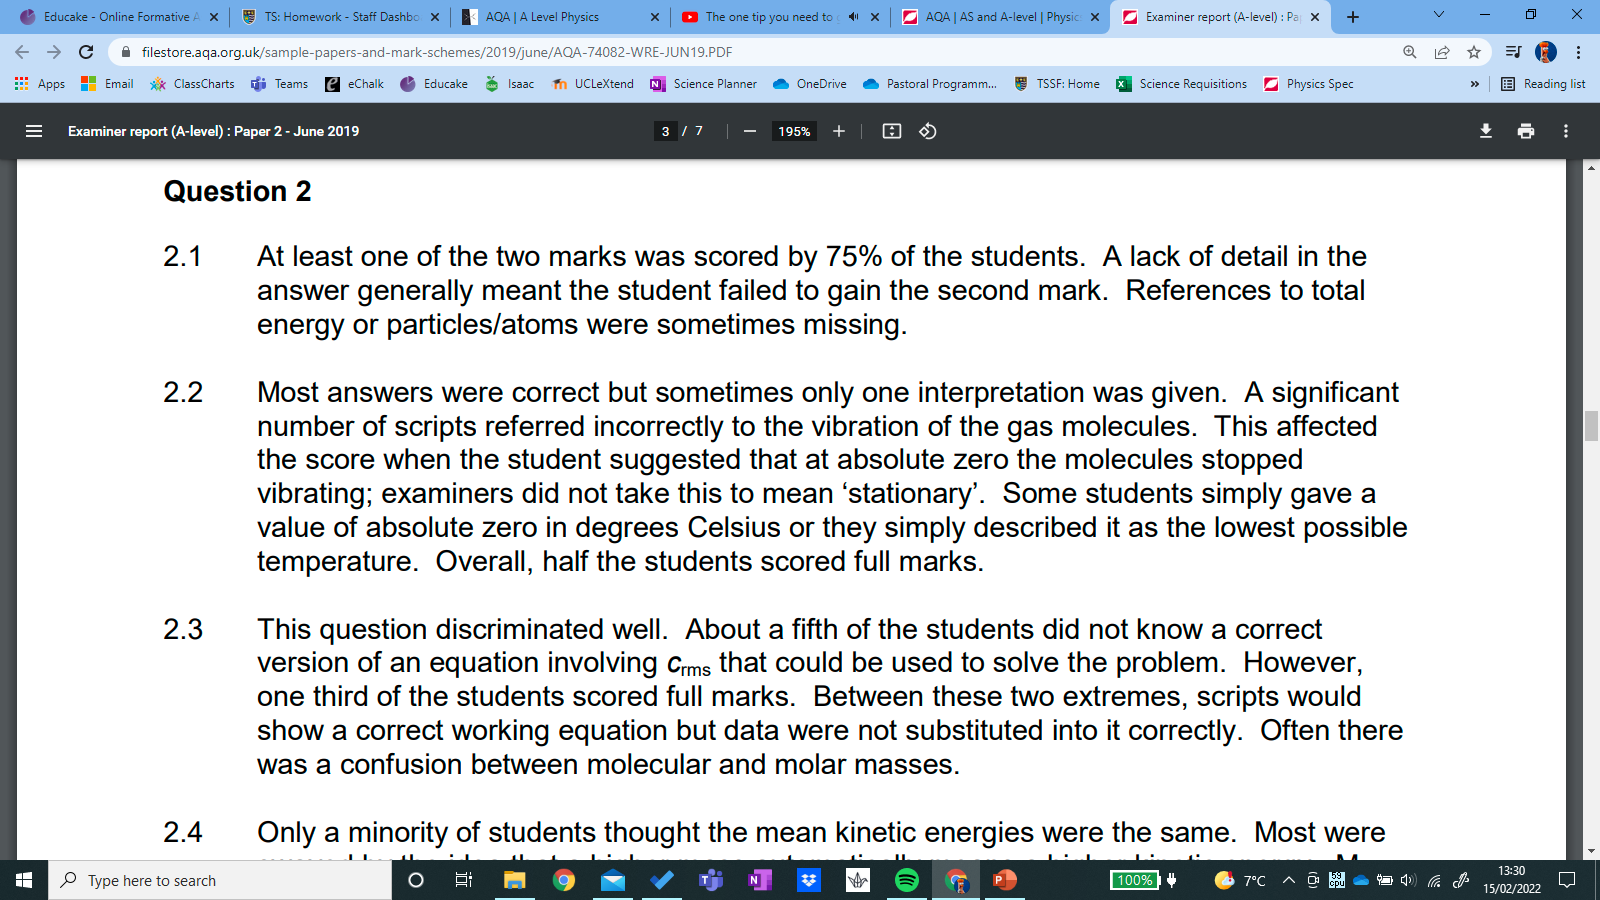 Educake - Online Formative A
TS: Homework - Staff Dashbo
AQA | A Level Physics
The one tip you need to
AQA | AS and A-level | Physic
Examiner report (A-level) : Pa
filestore.aqa.org.uk/sample-papers-and-mark-schemes/2019/june/AQA-74082-WRE-JUN19.PDF
Apps Email ClassCharts Teams eChalk Educake Isaac UCLeXtend Science Planner OneDrive Pastoral Programm... TSSF: Home Science Requisitions Physics Spec » Reading list
Examiner report (A-level) : Paper 2 - June 2019 3 / 7 — 195% +
Question 2
2.1 At least one of the two marks was scored by 75% of the students. A lack of detail in the
answer generally meant the student failed to gain the second mark. References to total
energy or particles/atoms were sometimes missing.
2.2 Most answers were correct but sometimes only one interpretation was given. A significant
number of scripts referred incorrectly to the vibration of the gas molecules. This affected
the score when the student suggested that at absolute zero the molecules stopped
vibrating; examiners did not take this to mean ‘stationary’. Some students simply gave a
value of absolute zero in degrees Celsius or they simply described it as the lowest possible
temperature. Overall, half the students scored full marks.
2.3 This question discriminated well. About a fifth of the students did not know a correct
version of an equation involving crms that could be used to solve the problem. However,
one third of the students scored full marks. Between these two extremes, scripts would
show a correct working equation but data were not substituted into it correctly. Often there
was a confusion between molecular and molar masses.
2.4 Only a minority of students thought the mean kinetic energies were the same. Most were
Type here to search
100%
7°C
13:30
15/02/2022